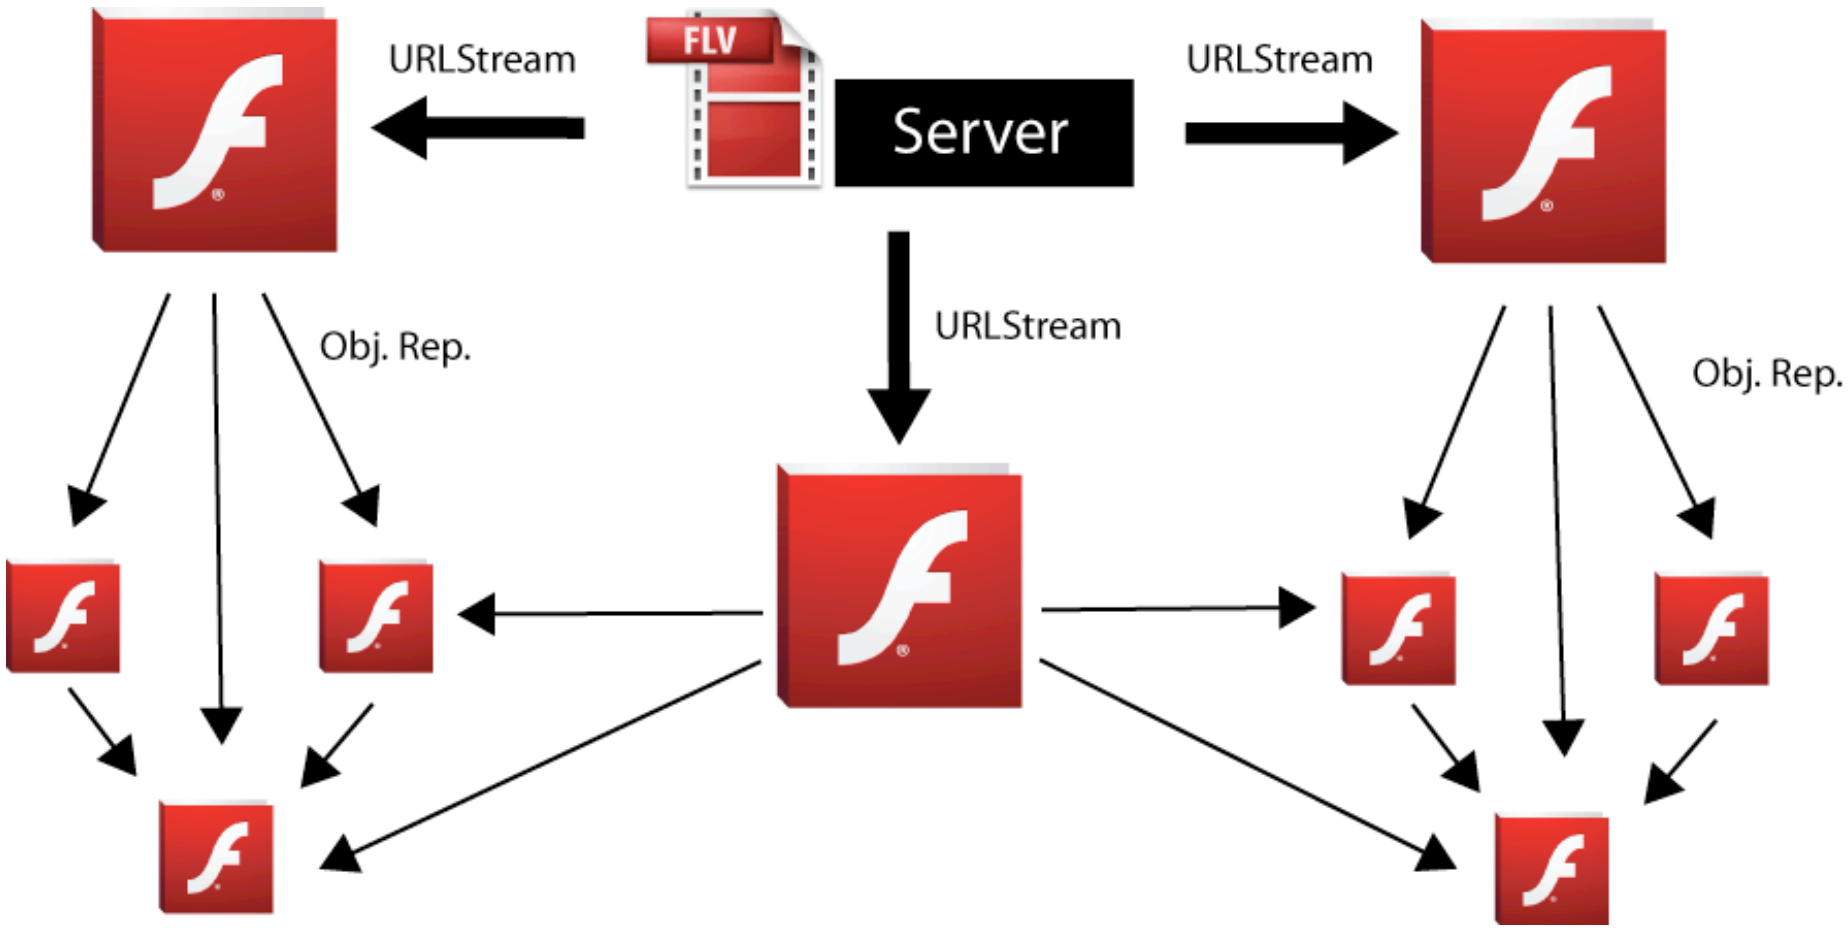 URLStream
FLV
Server
URLStream
URLStream
Obj. Rep.
Obj. Rep.